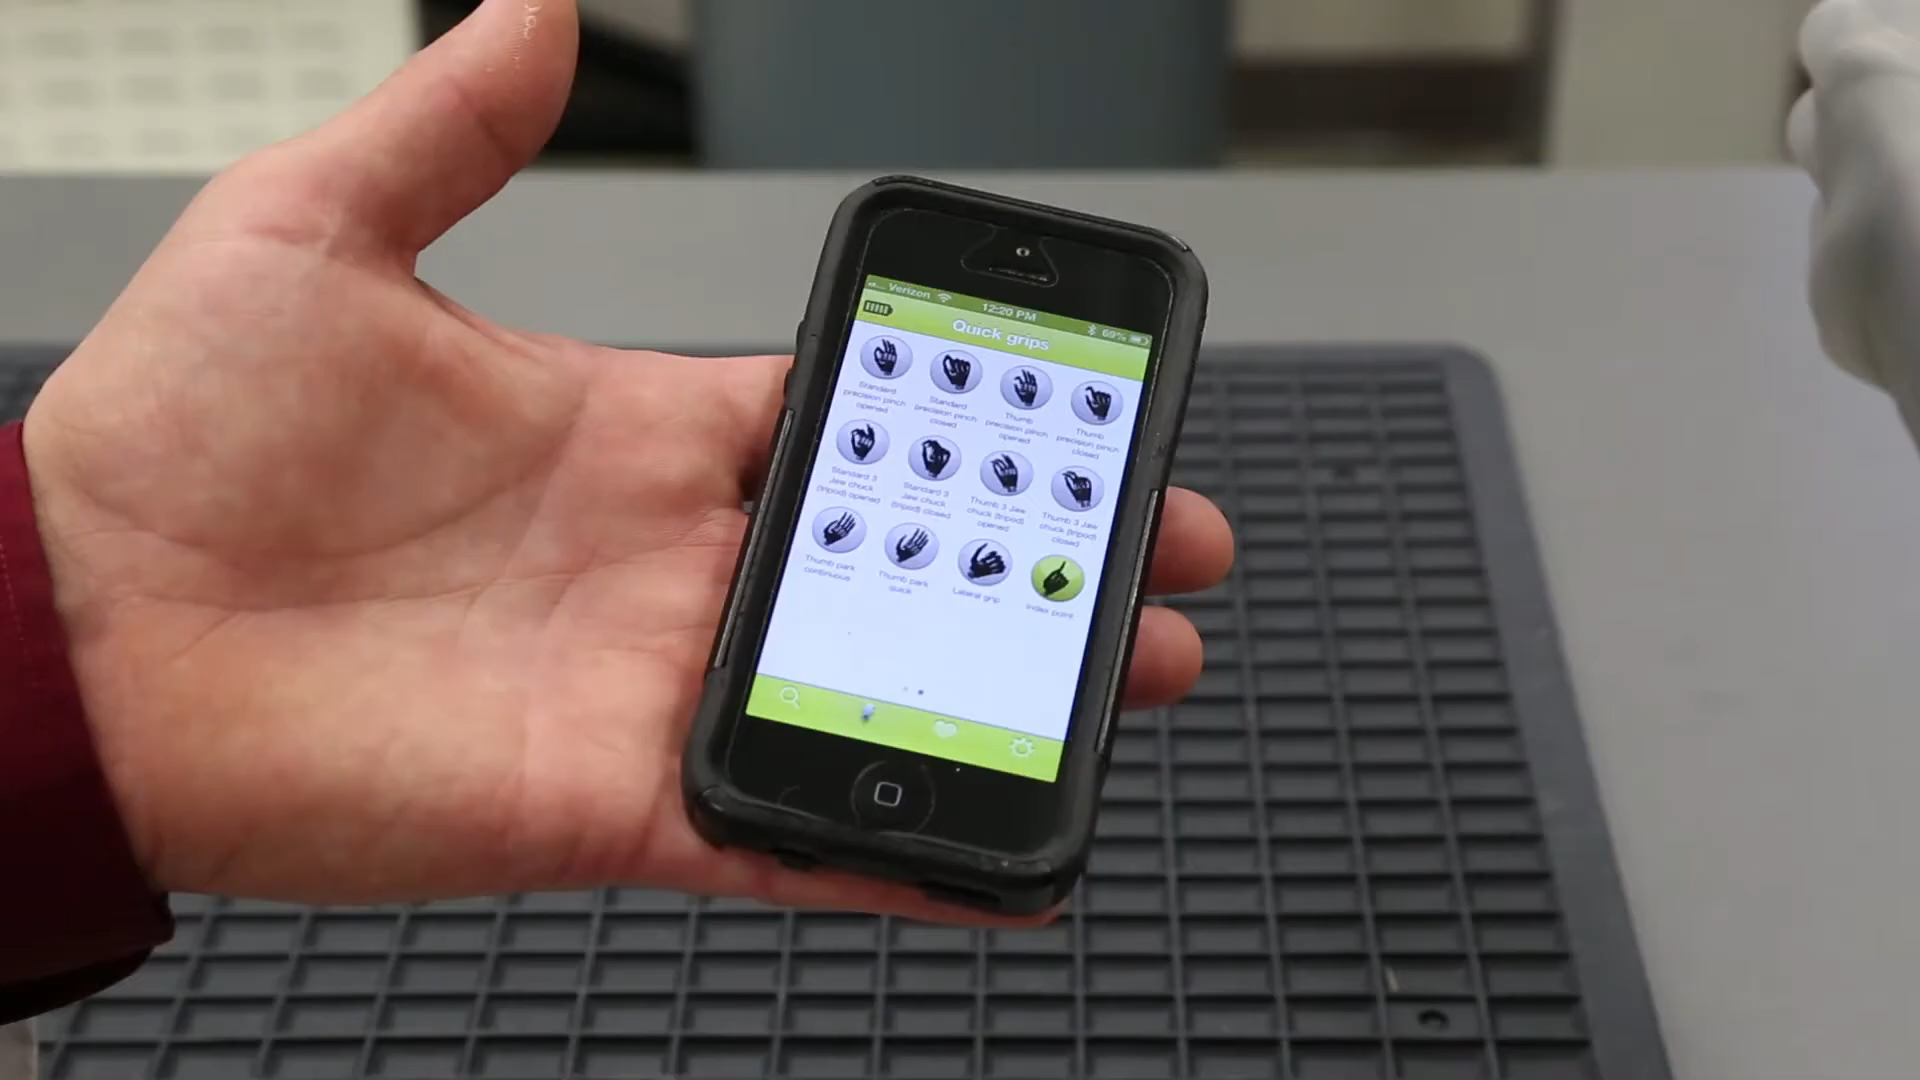 Verizon 12:20 PM 69%
Quick grips
Standard
precision pinch
opened
Standard
precision pinch
closed
Thumb
precision pinch
opened
Thumb
precision pinch
closed
Standard 3
Jaw chuck
(tripod) opened
Standard 3
Jaw chuck
(tripod) closed
Thumb 3 Jaw
chuck (tripod)
opened
Thumb 3 Jaw
chuck (tripod)
closed
Thumb park
continuous
Thumb park
quick
Lateral grip
Index point